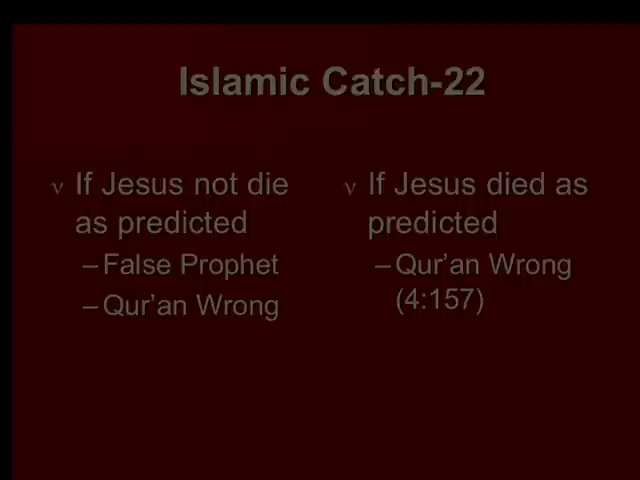 Islamic Catch-22
ν If Jesus not die
as predicted
–False Prophet
–Qur’an Wrong
ν If Jesus died as
predicted
–Qur’an Wrong
(4:157)